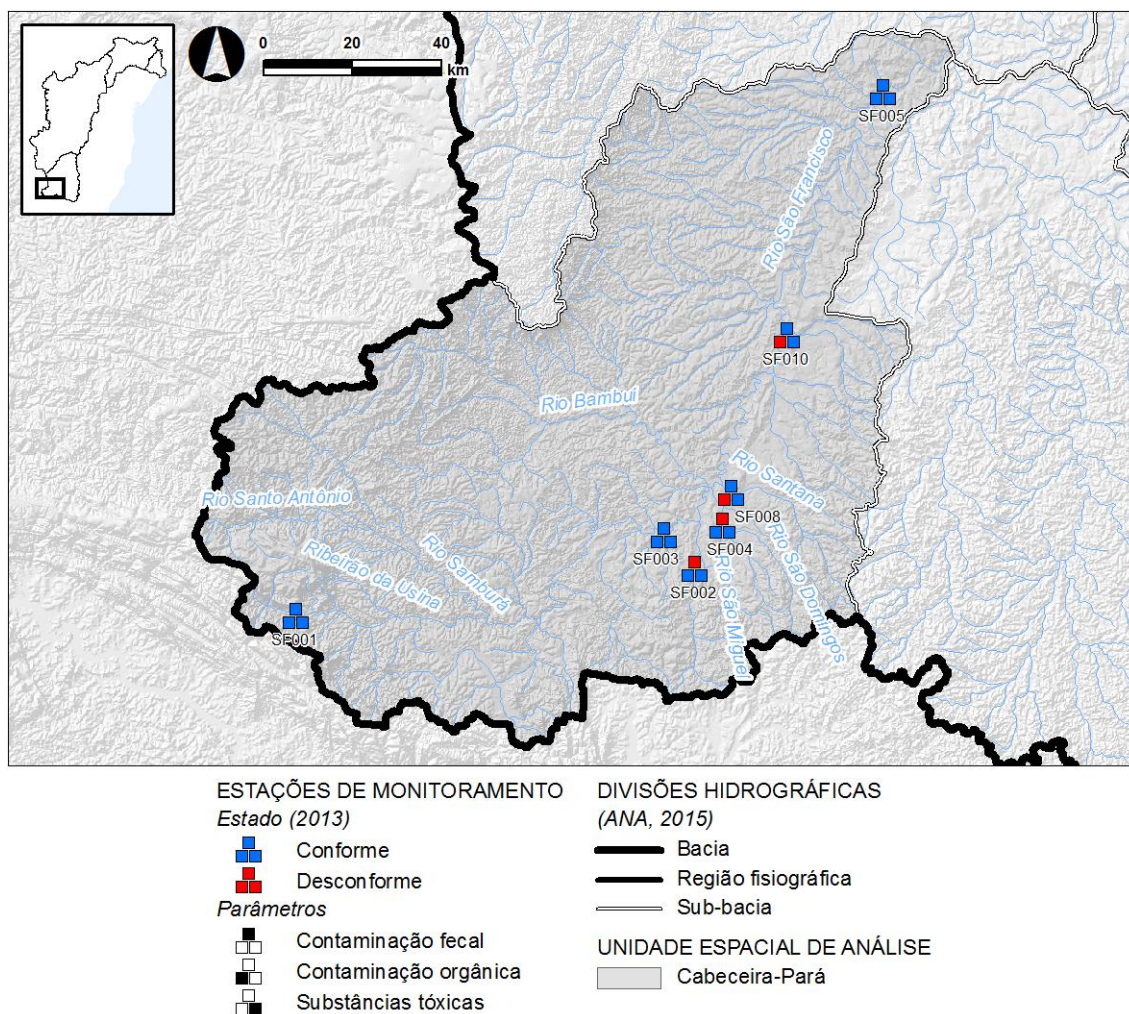 0 20 40
km
SF005
Rio São Francisco
SF010
Rio Bambuí
Rio Santana
Rio Santo Antônio
SF008
SF003
SF004
Rio São Domingos
Ribeirão da Usina
Rio Samburá
SF002
Rio São Miguel
SF001
ESTAÇÕES DE MONITORAMENTO
Estado (2013)
Conforme
Desconforme
Parâmetros
Contaminação fecal
Contaminação orgânica
Substâncias tóxicas
DIVISÕES HIDROGRÁFICAS
(ANA, 2015)
Bacia
Região fisiográfica
Sub-bacia
UNIDADE ESPACIAL DE ANÁLISE
Cabeceira-Pará